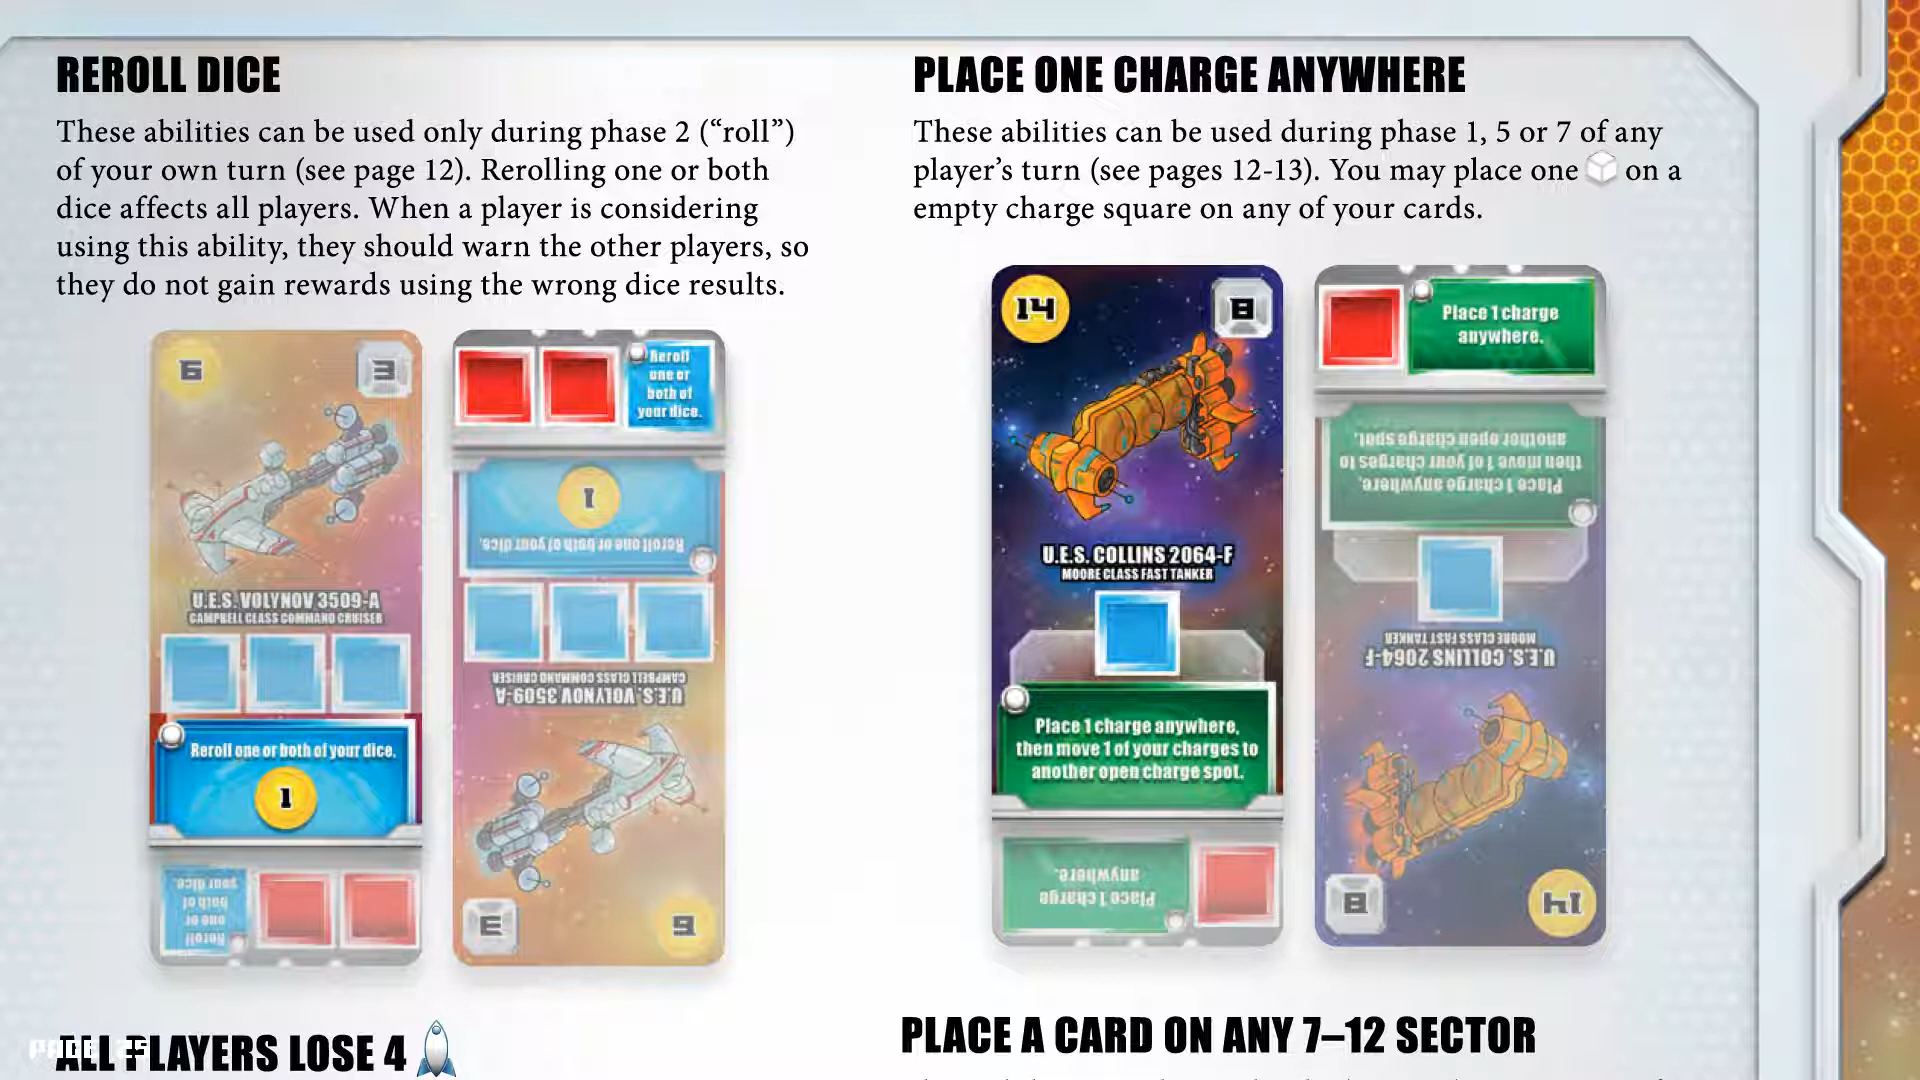 REROLL DICE
These abilities can be used only during phase 2 (“roll”)
of your own turn (see page 12). Rerolling one or both
dice affects all players. When a player is considering
using this ability, they should warn the other players, so
they do not gain rewards using the wrong dice results.
6
3
U.E.S. VOLYNOV 3509-A
CAMPBELL CLASS COMMAND CRUISER
Reroll one or both of your dice.
1
Reroll
one or
both of
your dice.
Reroll
one or
both of
your dice.
1
Reroll one or both of your dice.
CAMPBELL CLASS COMMAND CRUISER
U.E.S. VOLYNOV 3509-A
3
6
ALL PLAYERS LOSE 4
PLACE ONE CHARGE ANYWHERE
These abilities can be used during phase 1, 5 or 7 of any
player’s turn (see pages 12-13). You may place one on a
empty charge square on any of your cards.
14
8
U.E.S. COLLINS 2064-F
MOORE CLASS FAST TANKER
Place 1 charge anywhere,
then move 1 of your charges to
another open charge spot.
Place 1 charge
anywhere.
Place 1 charge
anywhere.
Place 1 charge anywhere,
then move 1 of your charges to
another open charge spot.
MOORE CLASS FAST TANKER
U.E.S. COLLINS 2064-F
8
14
PLACE A CARD ON ANY 7–12 SECTOR